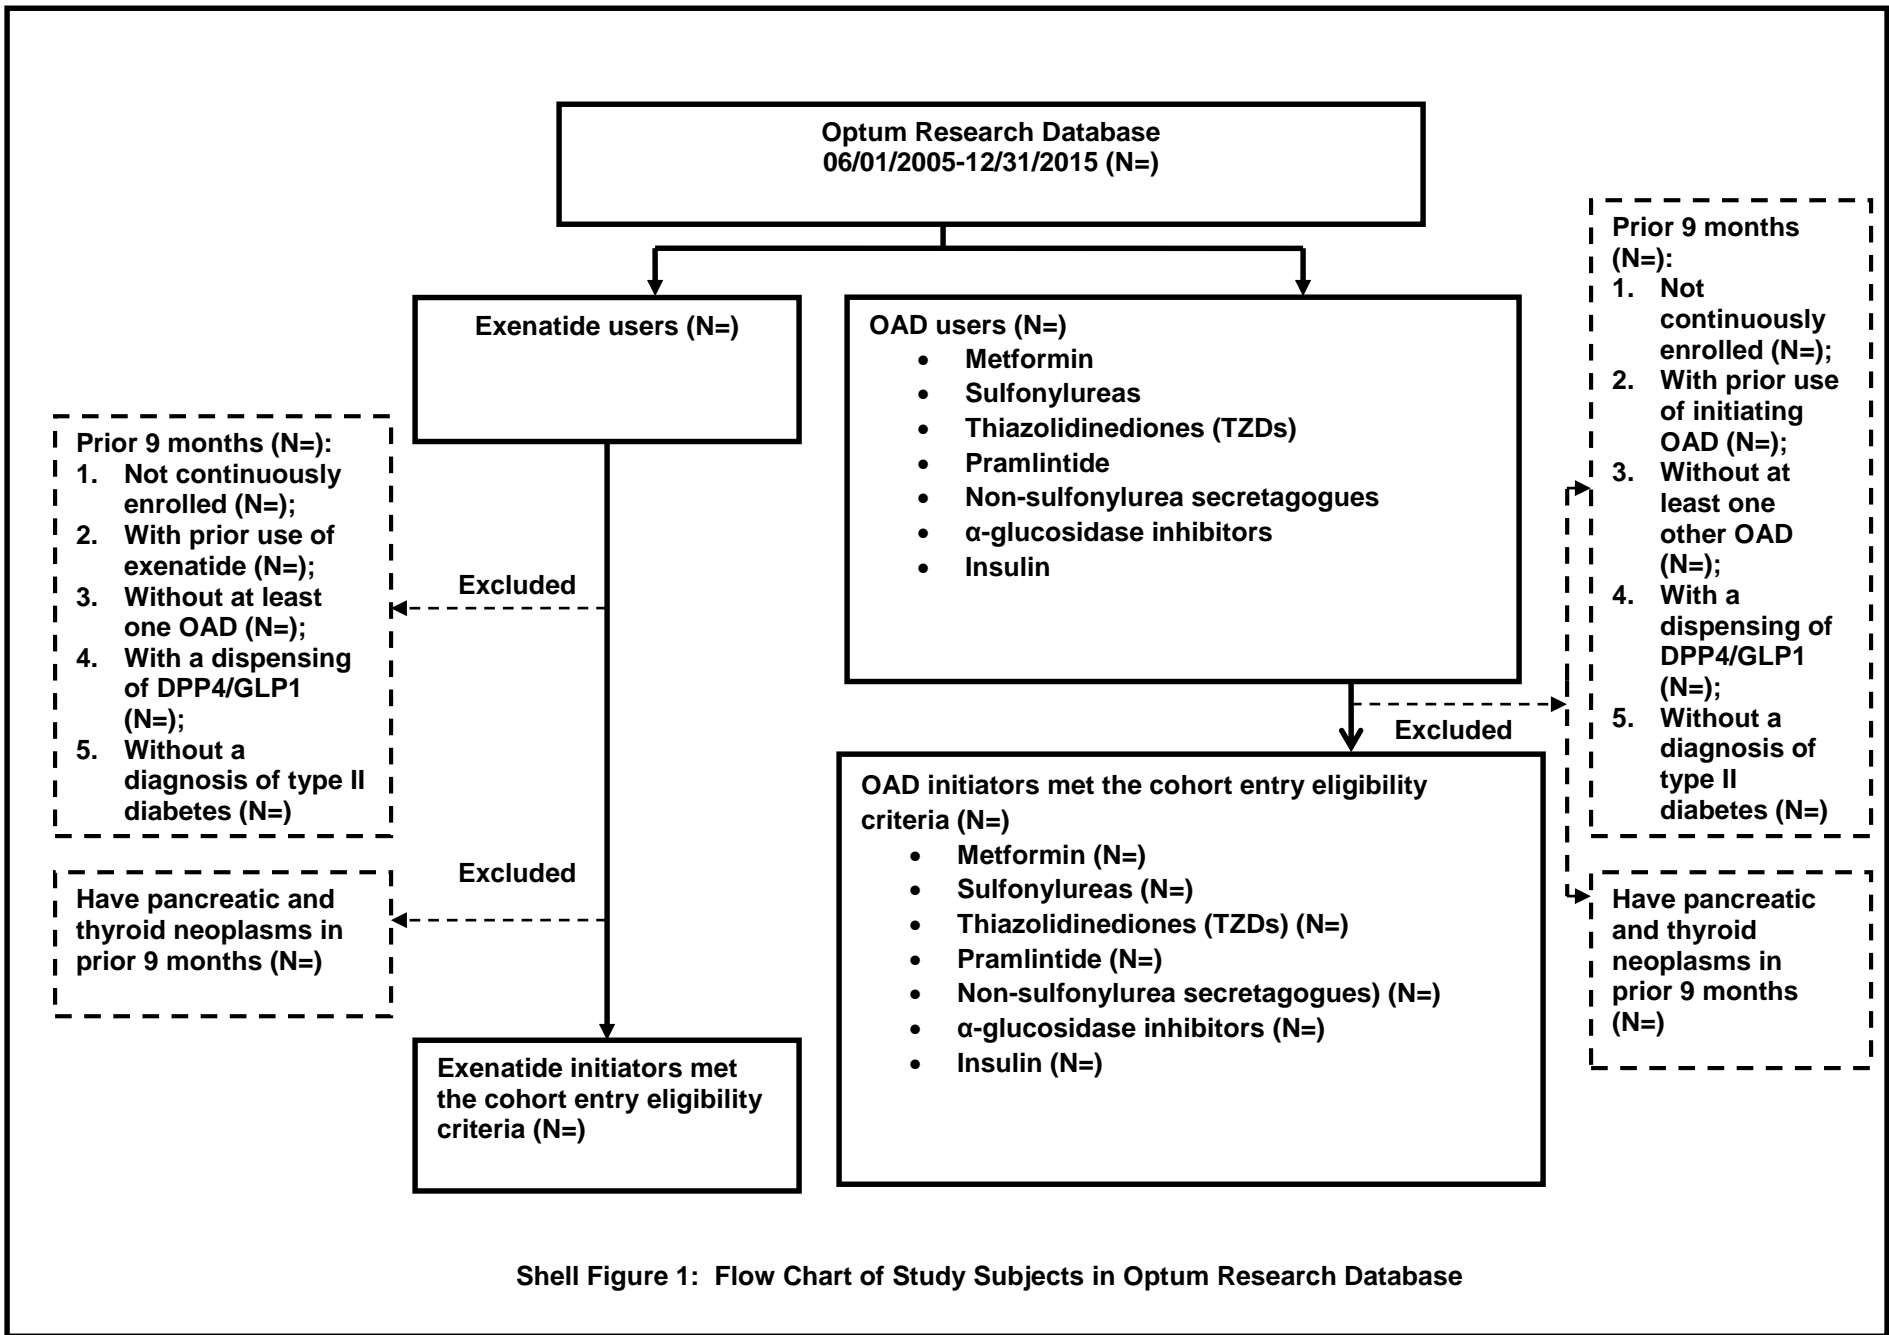 Optum Research Database
06/01/2005-12/31/2015 (N=)
Exenatide users (N=)
OAD users (N=)
• Metformin
• Sulfonylureas
• Thiazolidinediones (TZDs)
• Pramlintide
• Non-sulfonylurea secretagogues
• α-glucosidase inhibitors
• Insulin
Prior 9 months
(N=):
1. Not
continuously
enrolled (N=);
2. With prior use
of initiating
OAD (N=);
3. Without at
least one
other OAD
(N=);
4. With a
dispensing of
DPP4/GLP1
(N=);
5. Without a
diagnosis of
type II
diabetes (N=)
Prior 9 months (N=):
1. Not continuously
enrolled (N=);
2. With prior use of
exenatide (N=);
3. Without at least
one OAD (N=);
4. With a dispensing
of DPP4/GLP1
(N=);
5. Without a
diagnosis of type II
diabetes (N=)
Excluded
Excluded
OAD initiators met the cohort entry eligibility
criteria (N=)
• Metformin (N=)
• Sulfonylureas (N=)
• Thiazolidinediones (TZDs) (N=)
• Pramlintide (N=)
• Non-sulfonylurea secretagogues) (N=)
• α-glucosidase inhibitors (N=)
• Insulin (N=)
Excluded
Have pancreatic and
thyroid neoplasms in
prior 9 months (N=)
Have pancreatic
and thyroid
neoplasms in
prior 9 months
(N=)
Exenatide initiators met
the cohort entry eligibility
criteria (N=)
Shell Figure 1: Flow Chart of Study Subjects in Optum Research Database